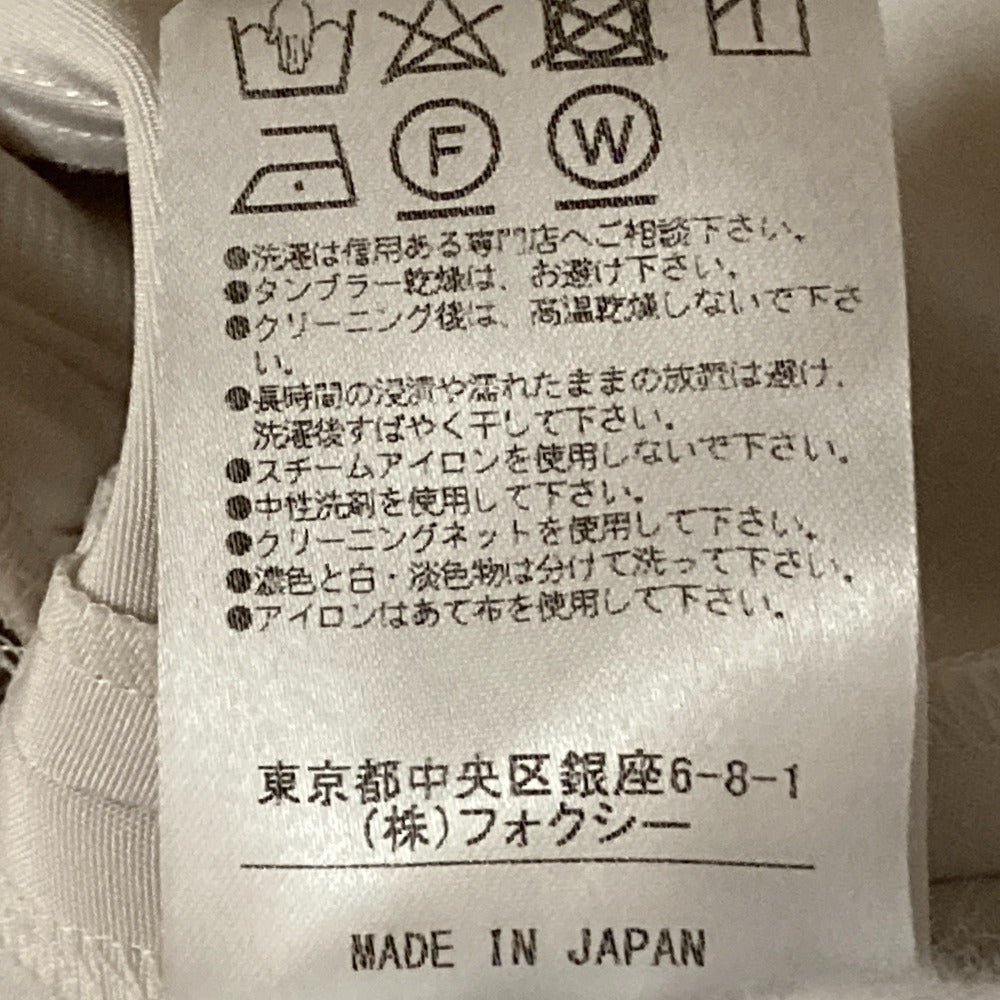 F W
●洗濯は信用ある専門店へご相談下さい。
●タンブラー乾燥は、お避け下さい。
●クリーニング後は、高温乾燥しないで下さ
い。
●長時間の浸漬や濡れたままの放置は避け、
洗濯後すばやく干して下さい。
●スチームアイロンを使用しないで下さい。
●中性洗剤を使用して下さい。
●クリーニングネットを使用して下さい。
●濃色と白・淡色物は分けて洗って下さい。
●アイロンはあて布を使用して下さい。
東京都中央区銀座6-8-1
(株)フォクシー
MADE IN JAPAN